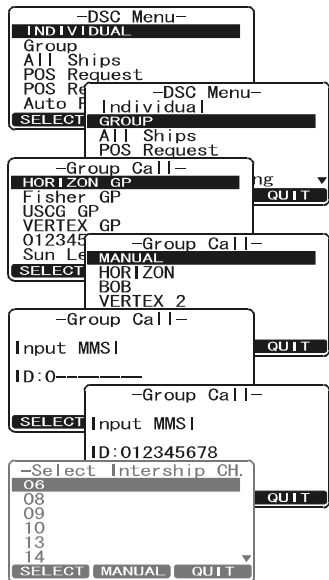 -DSC Menu-
INDIVIDUAL
Group
All Ships
POS Request
POS Re
Auto
SELECT
-DSC Menu-
Individual
GROUP
All Ships
POS Request
ng
QUIT
-Group Call-
HORIZON GP
Fisher GP
USCG GP
VERTEX GP
012345
Sun Le
SELECT
-Group Call-
MANUAL
HORIZON
BOB
VERTEX 2
QUIT
-Group Call-
Input MMSI
ID:0--------
SELECT
-Group Call-
Input MMSI
ID:012345678
QUIT
-Select Intership CH.
06
08
09
10
13
14
SELECT MANUAL QUIT